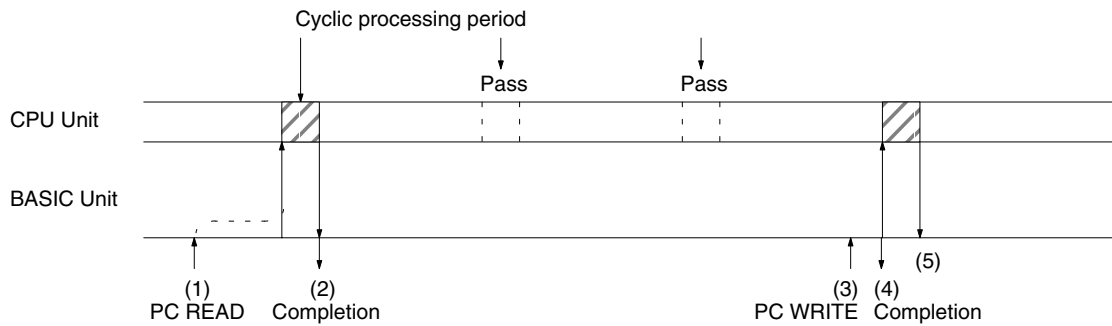 Cyclic processing period
Pass Pass
CPU Unit
BASIC Unit
(1) (2) (3) (4) (5)
PC READ Completion PC WRITE Completion